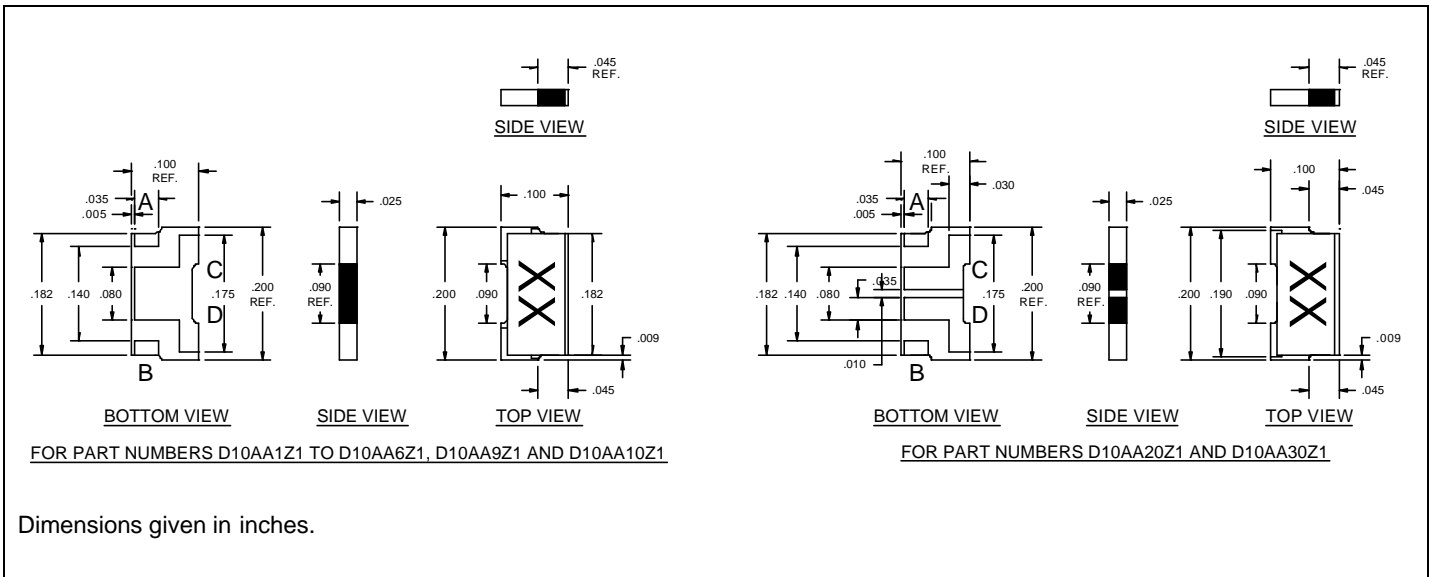 .045
REF.
SIDE VIEW
.100
REF.
.035
A
.005
.025
.100
.182
.140
.080
C
D
.175
.200
REF.
.090
REF.
.200
.090
XX
.182
.009
B
.045
BOTTOM VIEW
SIDE VIEW
TOP VIEW
FOR PART NUMBERS D10AA1Z1 TO D10AA6Z1, D10AA9Z1 AND D10AA10Z1
.045
REF.
SIDE VIEW
.100
REF.
.030
.035
A
.005
.025
.100
.045
.182
.140
.080
.035
C
D
.175
.200
REF.
.090
REF.
.200
.190
.090
XX
.009
.010
B
.045
BOTTOM VIEW
SIDE VIEW
TOP VIEW
FOR PART NUMBERS D10AA20Z1 AND D10AA30Z1
Dimensions given in inches.